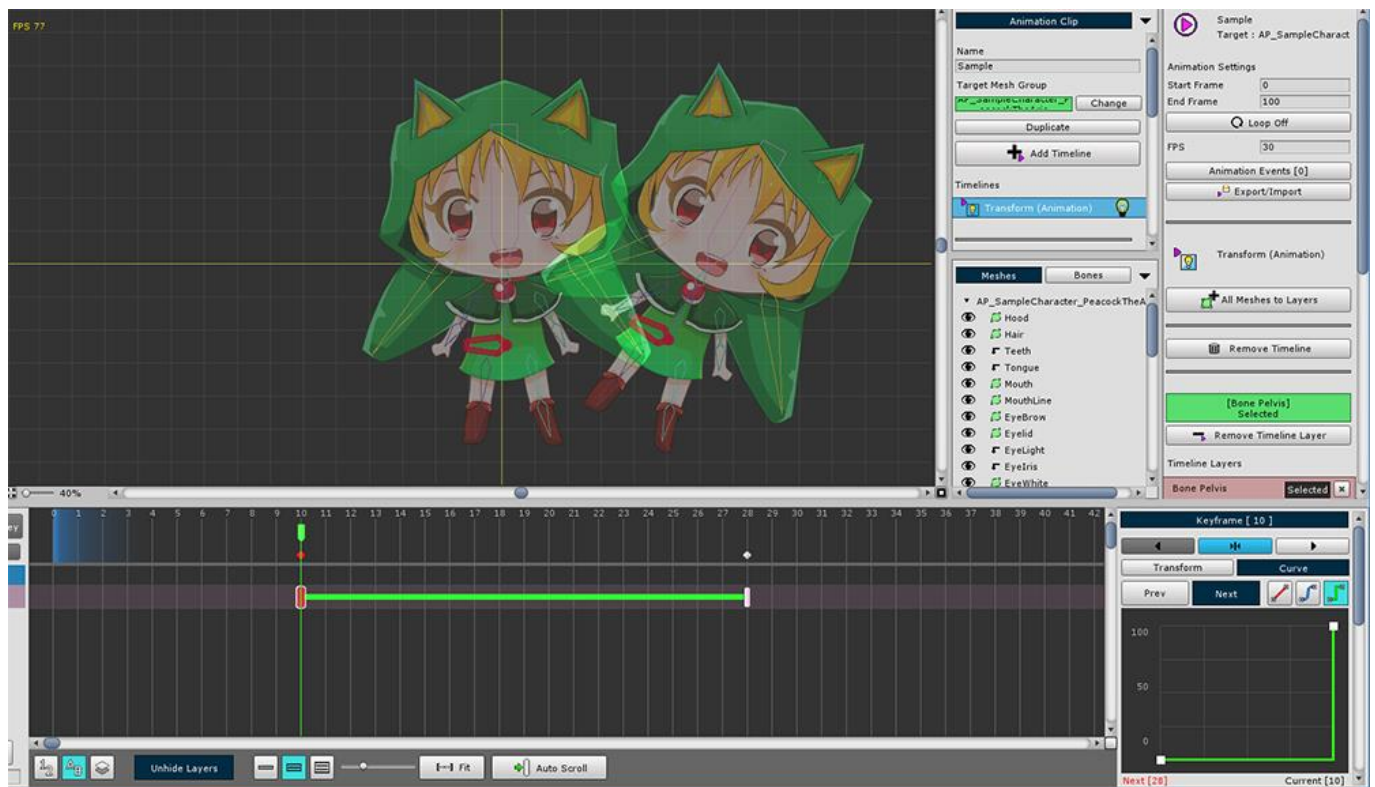 FPS 77
Animation Clip
Name
Sample
Target Mesh Group
Change
Duplicate
Add Timeline
Timelines
Transform (Animation)
Meshes
Bones
AP_SampleCharacter_PeacockTheA
Hood
Hair
Teeth
Tongue
Mouth
MouthLine
EyeBrow
Eyelid
EyeLight
EyeIris
EyeWhite
Sample
Target : AP_SampleCharact
Animation Settings
Start Frame 0
End Frame 100
Loop Off
FPS 30
Animation Events [0]
Export/Import
Transform (Animation)
All Meshes to Layers
Remove Timeline
[Bone Pelvis]
Selected
Remove Timeline Layer
Timeline Layers
Bone Pelvis Selected
40%
0 1 2 3 4 5 6 7 8 9 10 11 12 13 14 15 16 17 18 19 20 21 22 23 24 25 26 27 28 29 30 31 32 33 34 35 36 37 38 39 40 41 42
ey
Unhide Layers
Fit
Auto Scroll
Keyframe [ 10 ]
Transform
Curve
Prev
Next
100
50
0
Next [28]
Current [10]